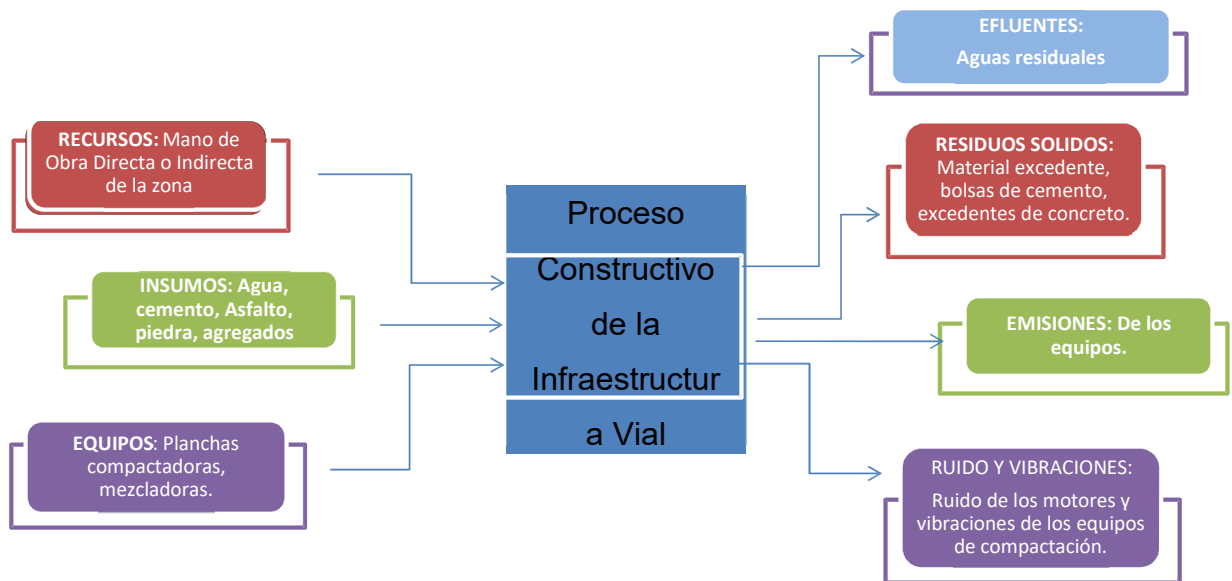 RECURSOS: Mano de
Obra Directa o Indirecta
de la zona
INSUMOS: Agua,
cemento, Asfalto,
piedra, agregados
EQUIPOS: Planchas
compactadoras,
mezcladoras.
Proceso
Constructivo
de la
Infraestructur
a Vial
EFLUENTES:
Aguas residuales
RESIDUOS SOLIDOS:
Material excedente,
bolsas de cemento,
excedentes de concreto.
EMISIONES: De los
equipos.
RUIDO Y VIBRACIONES:
Ruido de los motores y
vibraciones de los equipos
de compactación.